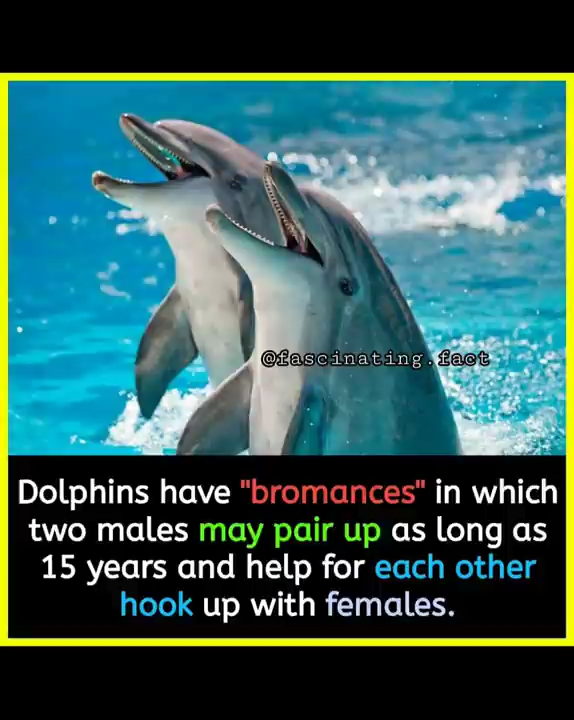 @fascinating.fact
Dolphins have "bromances" in which
two males may pair up as long as
15 years and help for each other
hook up with females.